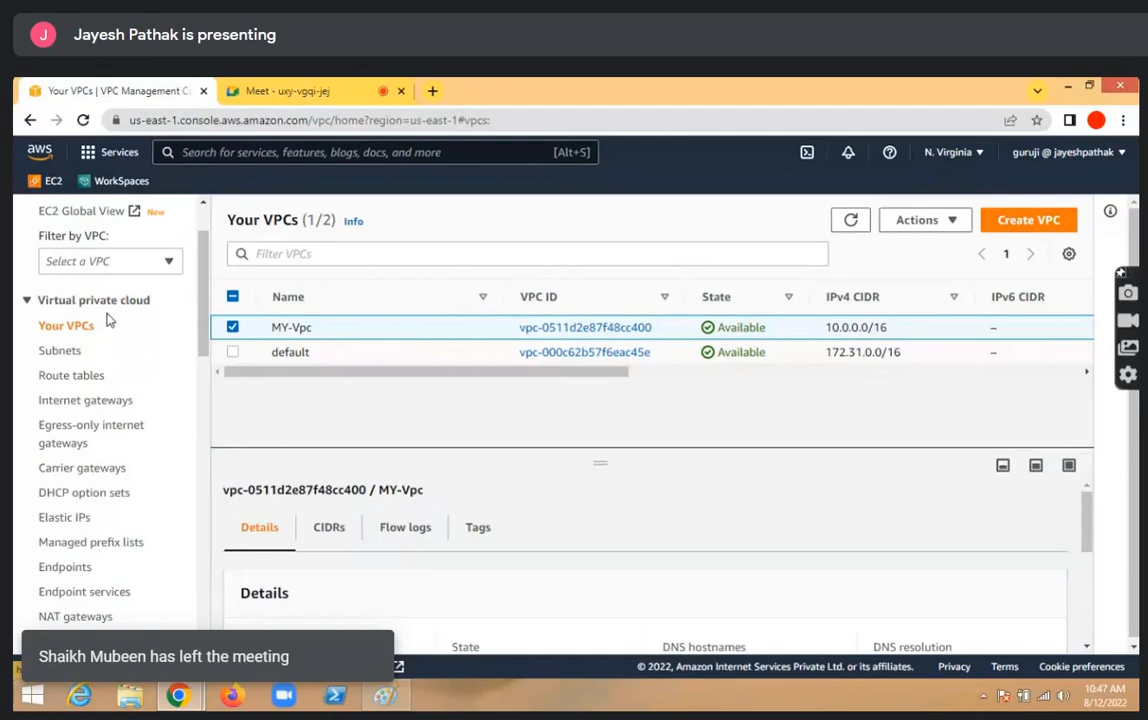 J Jayesh Pathak is presenting
Your VPCs | VPC Management Co
Meet - uxy-vgqi-jej
us-east-1.console.aws.amazon.com/vpc/home?region=us-east-1#vpcs:
aws Services Search for services, features, blogs, docs, and more [Alt+S] N. Virginia guruji @ jayeshpathak
EC2 WorkSpaces
EC2 Global View New
Filter by VPC:
Select a VPC
Virtual private cloud
Your VPCs
Subnets
Route tables
Internet gateways
Egress-only internet
gateways
Carrier gateways
DHCP option sets
Elastic IPs
Managed prefix lists
Endpoints
Endpoint services
NAT gateways
Your VPCs (1/2) Info Actions Create VPC
Filter VPCs 1
Name VPC ID State IPv4 CIDR IPv6 CIDR
MY-Vpc vpc-0511d2e87f48cc400 Available 10.0.0.0/16 –
default vpc-000c62b57f6eac45e Available 172.31.0.0/16 –
vpc-0511d2e87f48cc400 / MY-Vpc
Details CIDRs Flow logs Tags
Details
State DNS hostnames DNS resolution
Shaikh Mubeen has left the meeting
© 2022, Amazon Internet Services Private Ltd. or its affiliates. Privacy Terms Cookie preferences
10:47 AM
8/12/2022